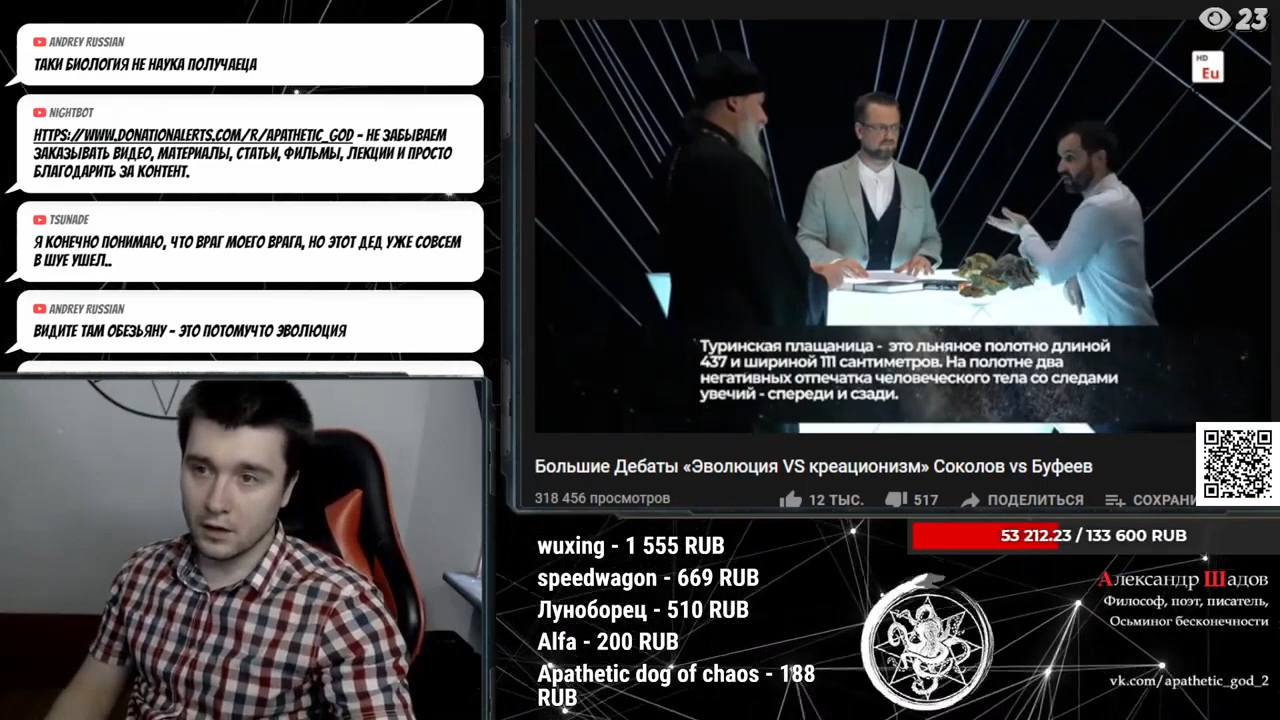 ANDREY RUSSIAN
ТАКИ БИОЛОГИЯ НЕ НАУКА ПОЛУЧАЕЦА
NIGHTBOT
HTTPS://WWW.DONATIONALERTS.COM/R/APATHETIC_GOD - НЕ ЗАБЫВАЕМ
ЗАКАЗЫВАТЬ ВИДЕО, МАТЕРИАЛЫ, СТАТЬИ, ФИЛЬМЫ, ЛЕКЦИИ И ПРОСТО
БЛАГОДАРИТЬ ЗА КОНТЕНТ.
TSUNADE
Я КОНЕЧНО ПОНИМАЮ, ЧТО ВРАГ МОЕГО ВРАГА, НО ЭТОТ ДЕД УЖЕ СОВСЕМ
В ШУЕ УШЕЛ..
ANDREY RUSSIAN
ВИДИТЕ ТАМ ОБЕЗЬЯНУ - ЭТО ПОТОМУЧТО ЭВОЛЮЦИЯ
23
HD
Eu
Туринская плащаница - это льняное полотно длиной
437 и шириной 111 сантиметров. На полотне два
негативных отпечатка человеческого тела со следами
увечий - спереди и сзади.
Большие Дебаты «Эволюция VS креационизм» Соколов vs Буфеев
318 456 просмотров
12 ТЫС.
517
ПОДЕЛИТЬСЯ
СОХРАНИ
53 212.23 / 133 600 RUB
wuxing - 1 555 RUB
speedwagon - 669 RUB
Луноборец - 510 RUB
Alfa - 200 RUB
Apathetic dog of chaos - 188
RUB
Александр Шадов
Философ, поэт, писатель,
Осьминог бесконечности
vk.com/apathetic_god_2